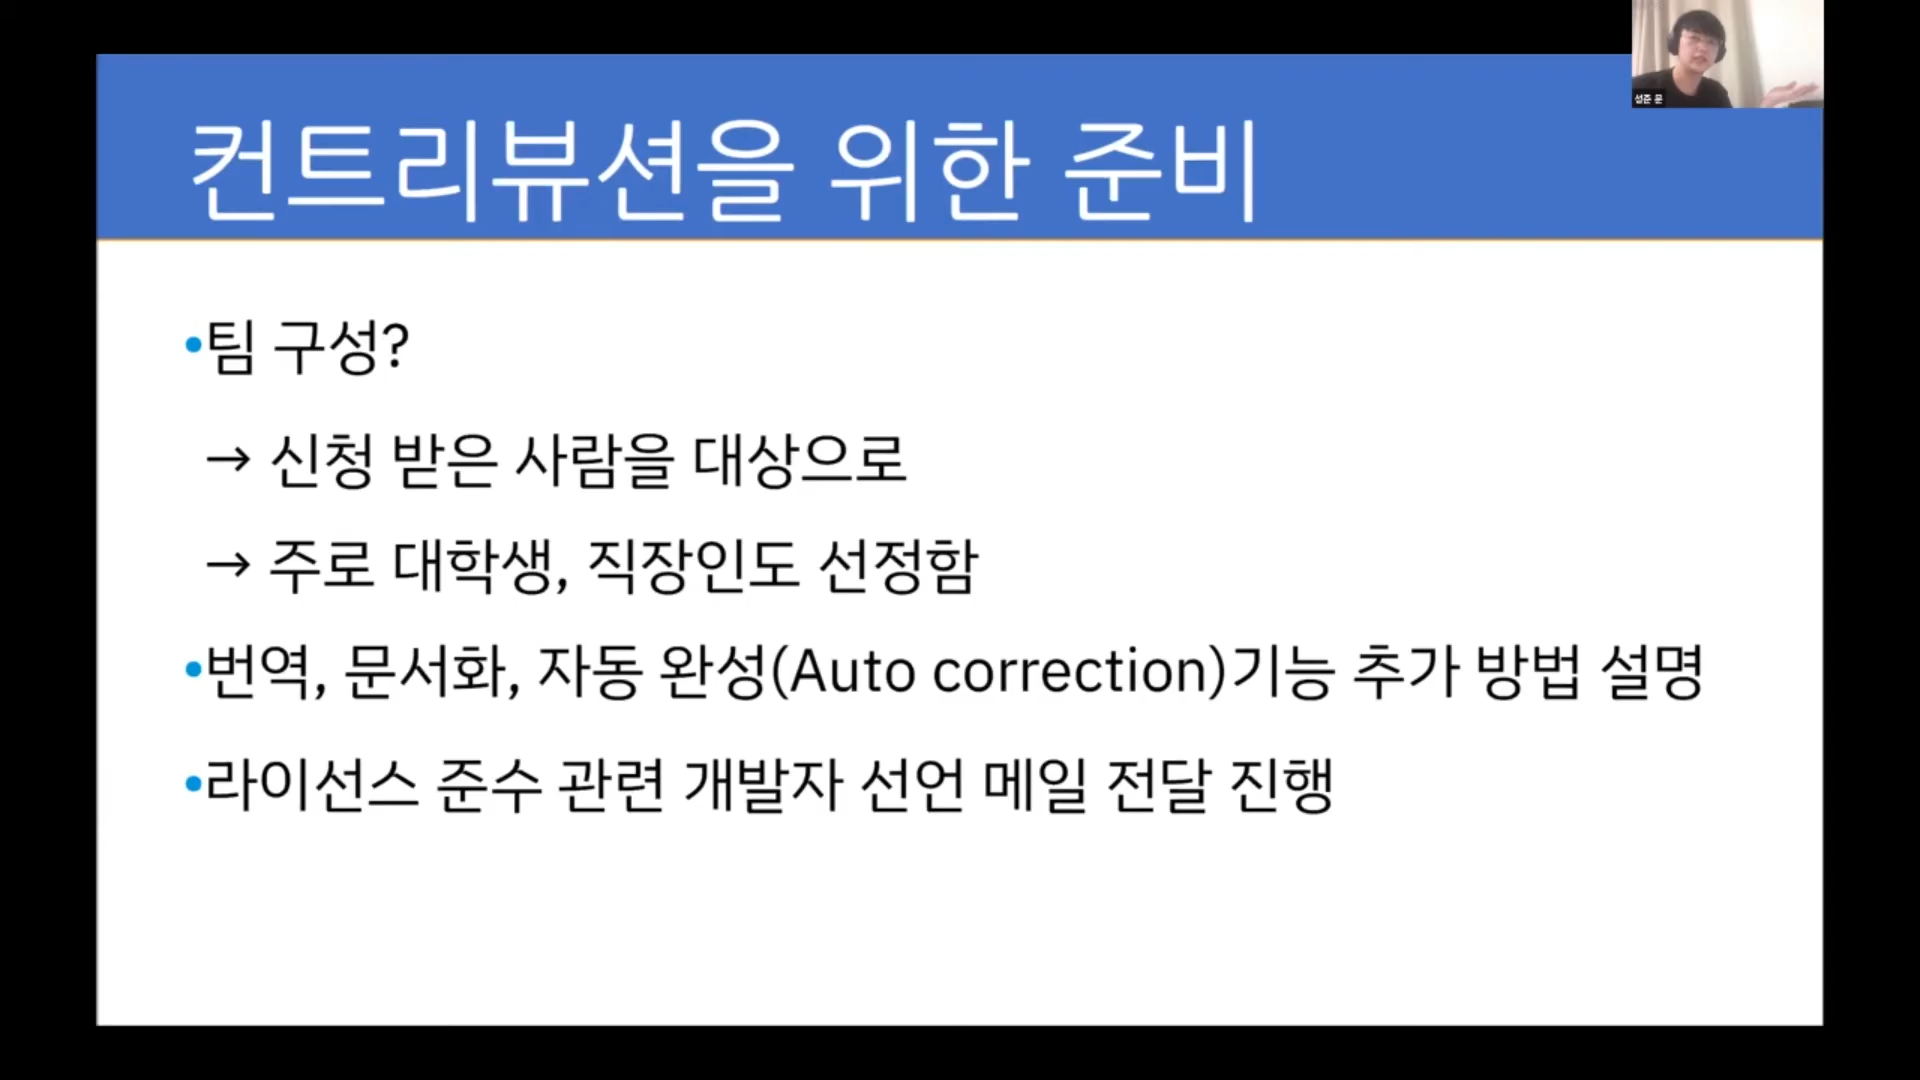 컨트리뷰션을 위한 준비
성준 문
•팀 구성?
→ 신청 받은 사람을 대상으로
→ 주로 대학생, 직장인도 선정함
•번역, 문서화, 자동 완성(Auto correction)기능 추가 방법 설명
•라이선스 준수 관련 개발자 선언 메일 전달 진행